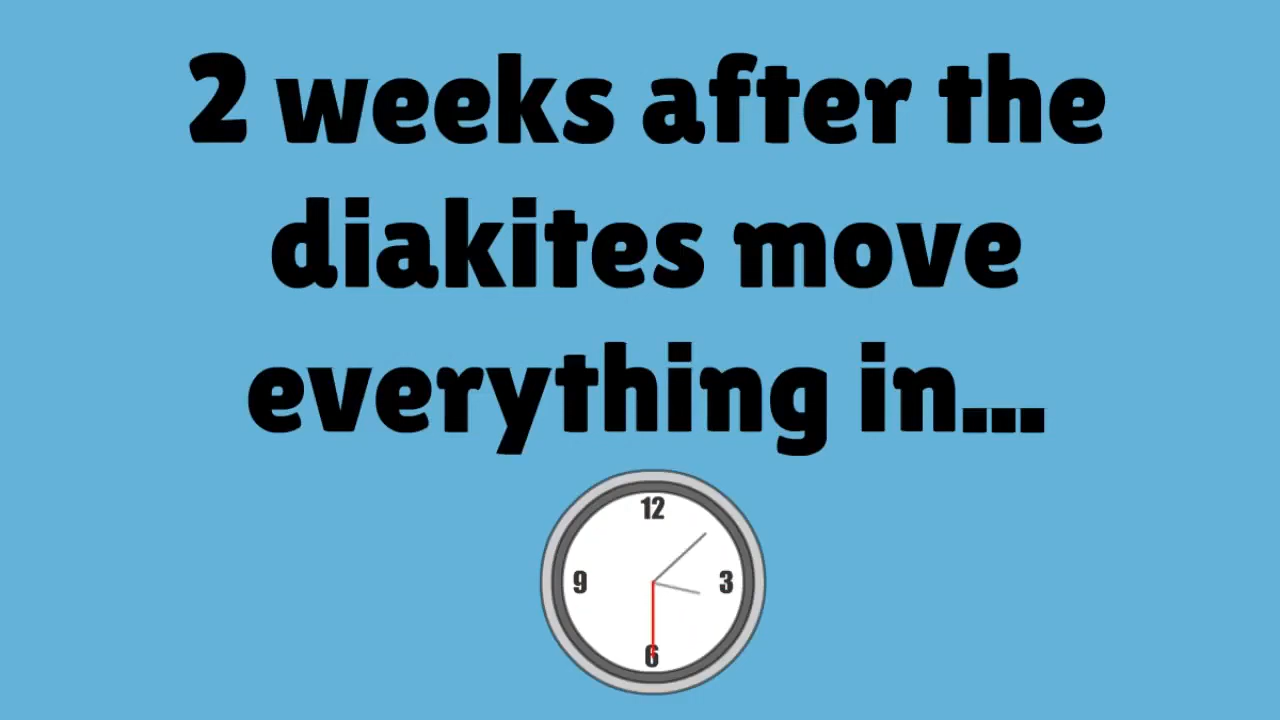 2 weeks after the
diakites move
everything in...
12
9
3
6